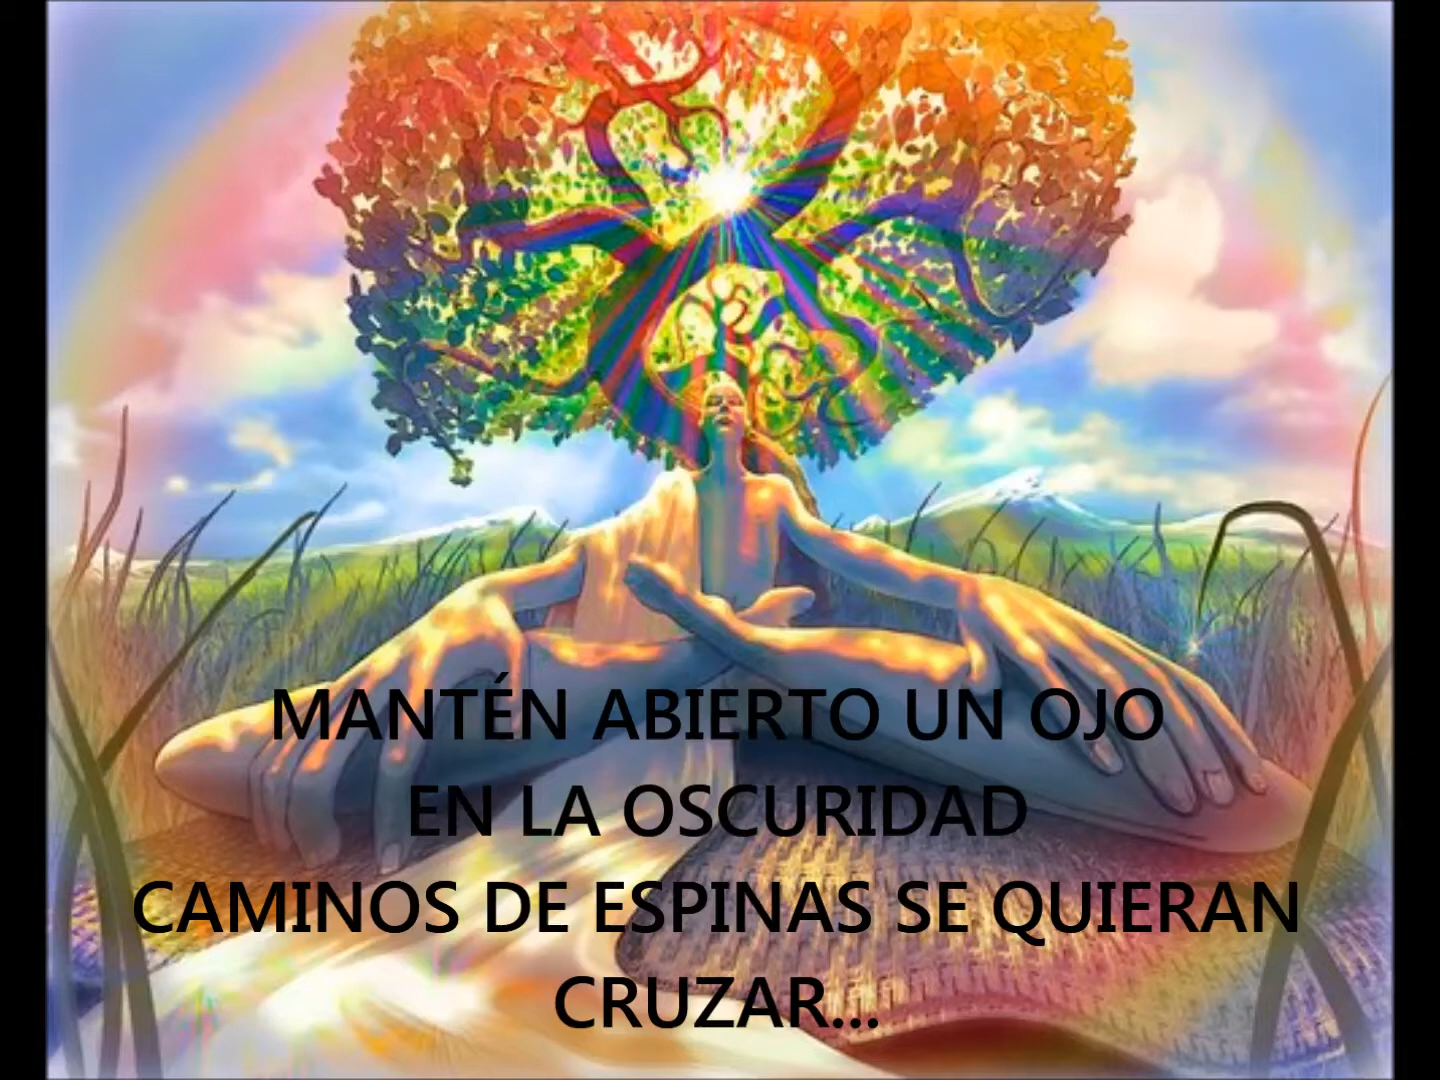 MANTÉN ABIERTO UN OJO
EN LA OSCURIDAD
CAMINOS DE ESPINAS SE QUIERAN
CRUZAR...